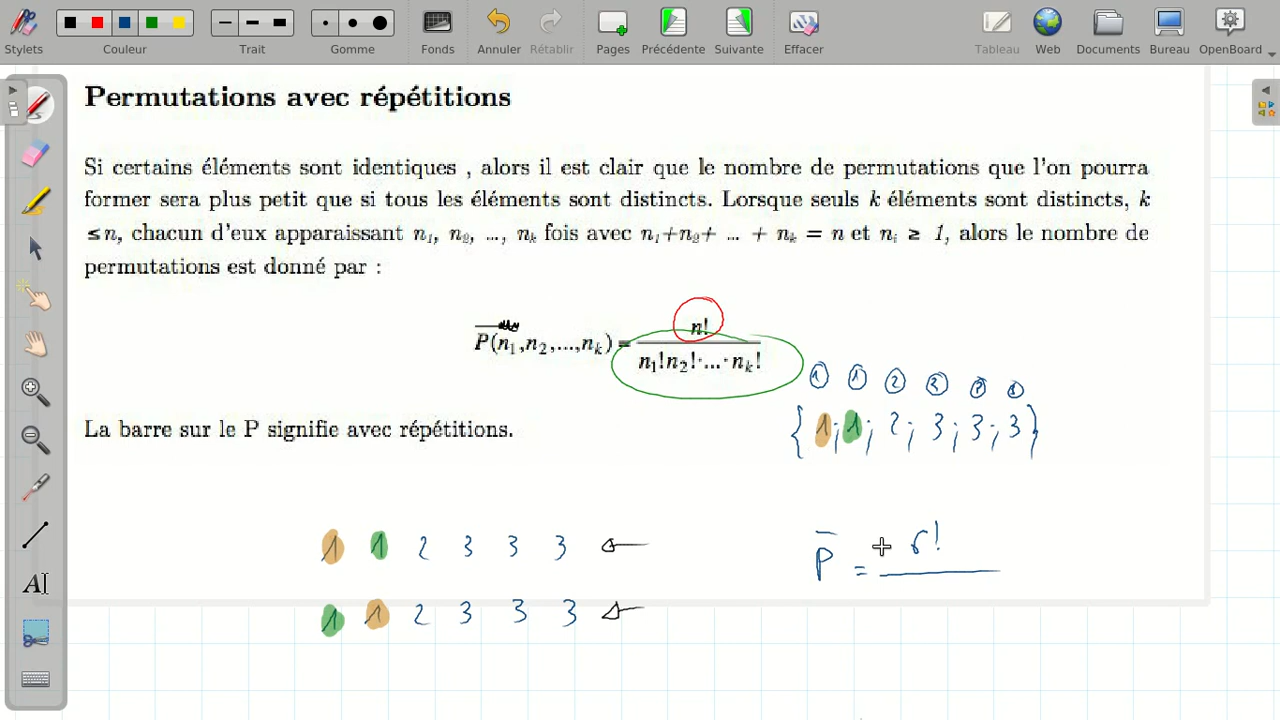 Stylets Couleur Trait Gomme Fonds Annuler Rétablir Pages Précédente Suivante Effacer Tableau Web Documents Bureau OpenBoard
Permutations avec répétitions
Si certains éléments sont identiques , alors il est clair que le nombre de permutations que l'on pourra
former sera plus petit que si tous les éléments sont distincts. Lorsque seuls k éléments sont distincts, k
≤n, chacun d'eux apparaissant n₁, n₂, ..., nₖ fois avec n₁+n₂+ ... + nₖ = n et nᵢ ≥ 1, alors le nombre de
permutations est donné par :
n!
P(n₁,n₂,...,nₖ) =
n₁!n₂!·...·nₖ!
1 1 2
{1;1;2;3;3;3}
La barre sur le P signifie avec répétitions.
1 1 2 3 3 3
P = 6!
1 1 2 3 3 3
A